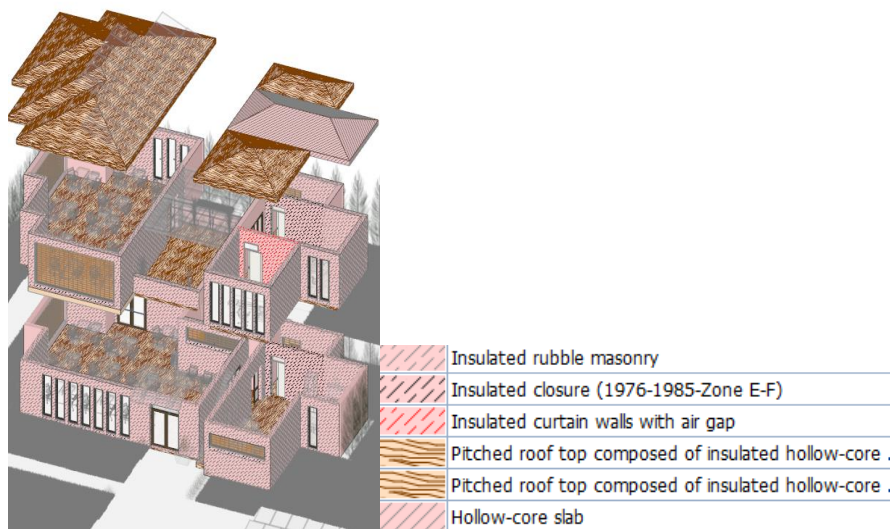 Insulated rubble masonry
Insulated closure (1976-1985-Zone E-F)
Insulated curtain walls with air gap
Pitched roof top composed of insulated hollow-core .
Pitched roof top composed of insulated hollow-core .
Hollow-core slab